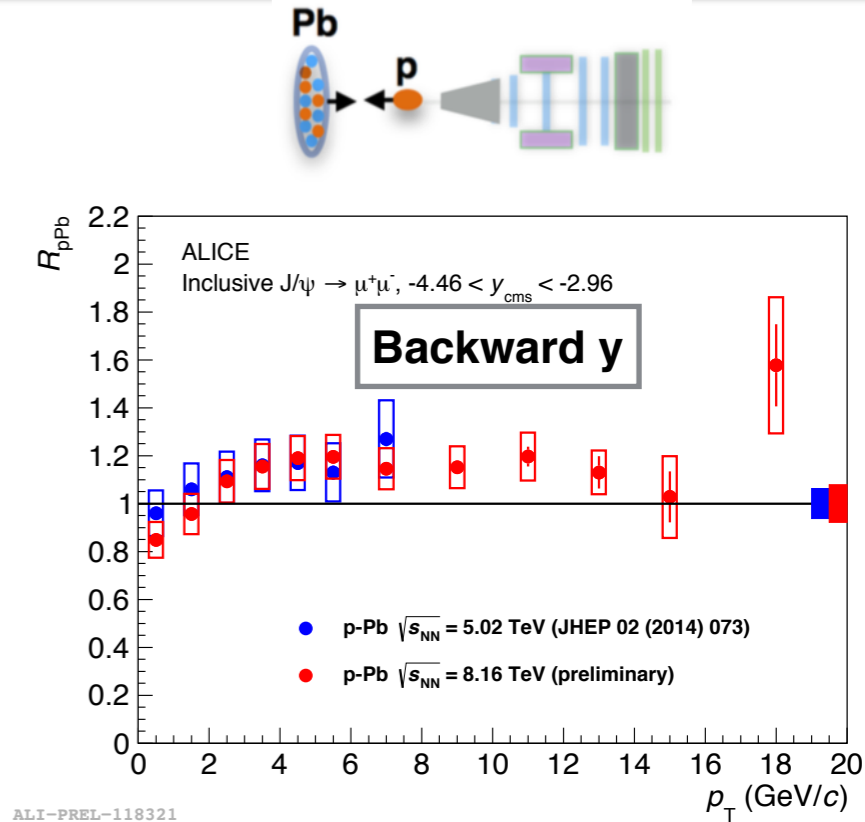 Pb
p
R_pPb
2.2
2
1.8
1.6
1.4
1.2
1
0.8
0.6
0.4
0.2
0
ALICE
Inclusive J/ψ → μ⁺μ⁻, -4.46 < y_cms < -2.96
Backward y
p-Pb √s_NN = 5.02 TeV (JHEP 02 (2014) 073)
p-Pb √s_NN = 8.16 TeV (preliminary)
0 2 4 6 8 10 12 14 16 18 20
p_T (GeV/c)
ALI-PREL-118321